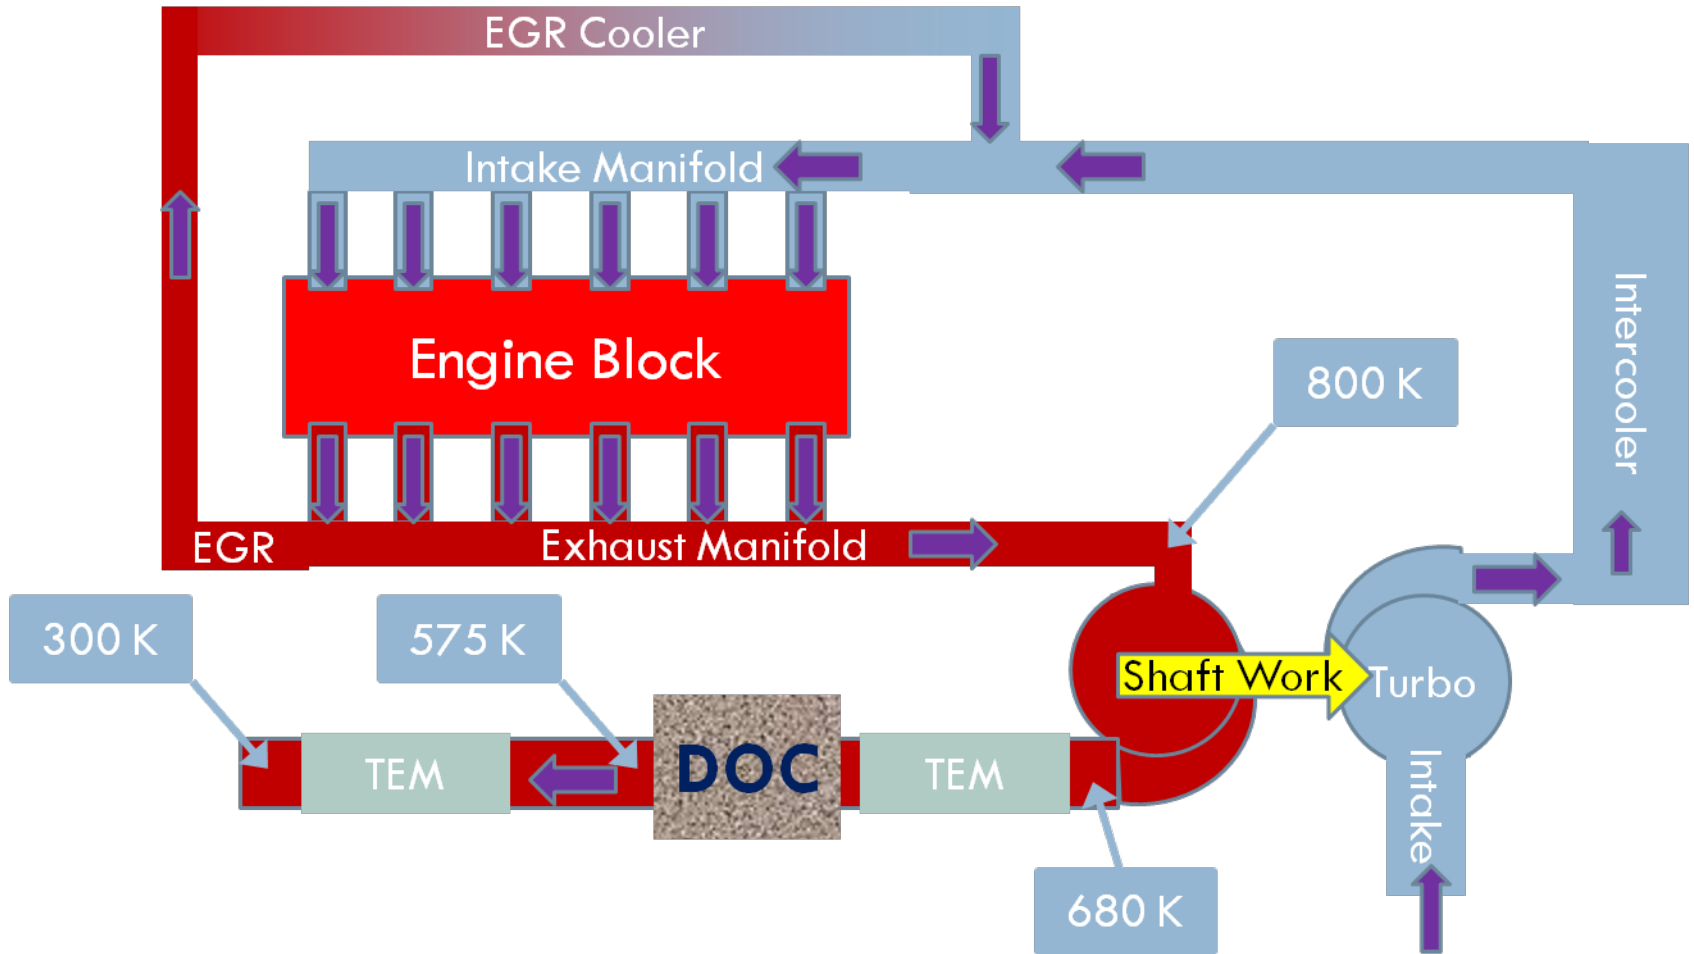 EGR Cooler
Intake Manifold
Engine Block
800 K
Intercooler
EGR
Exhaust Manifold
300 K
575 K
Shaft Work
Turbo
TEM
DOC
TEM
Intake
680 K